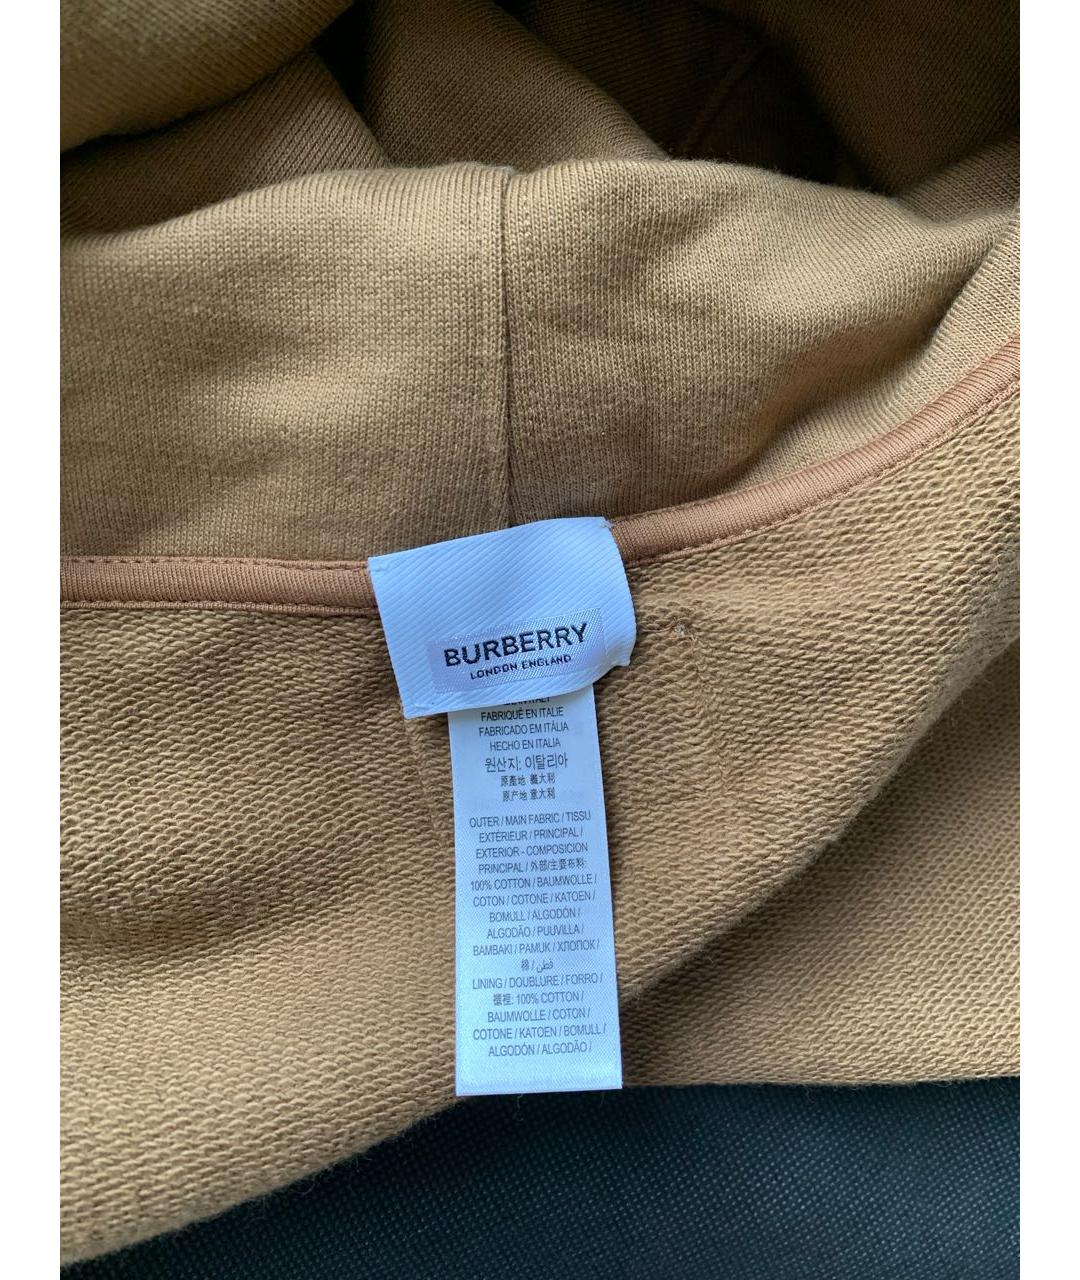 BURBERRY
LONDON ENGLAND
FABRIQUÉ EN ITALIE
FABRICADO EM ITÁLIA
HECHO EN ITALIA
원산지: 이탈리아
原產地 義大利
原产地 意大利
OUTER / MAIN FABRIC / TISSU
EXTÉRIEUR / PRINCIPAL /
EXTERIOR - COMPOSICION
PRINCIPAL / 外部/主要布料:
100% COTTON / BAUMWOLLE /
COTON / COTONE / KATOEN /
BOMULL / ALGODÓN /
ALGODÃO / PUUVILLA /
BAMBAKI / PAMUK / ХЛОПОК /
棉 / قطن
LINING / DOUBLURE / FORRO /
襯裡: 100% COTTON /
BAUMWOLLE / COTON /
COTONE / KATOEN / BOMULL /
ALGODÓN / ALGODÃO /